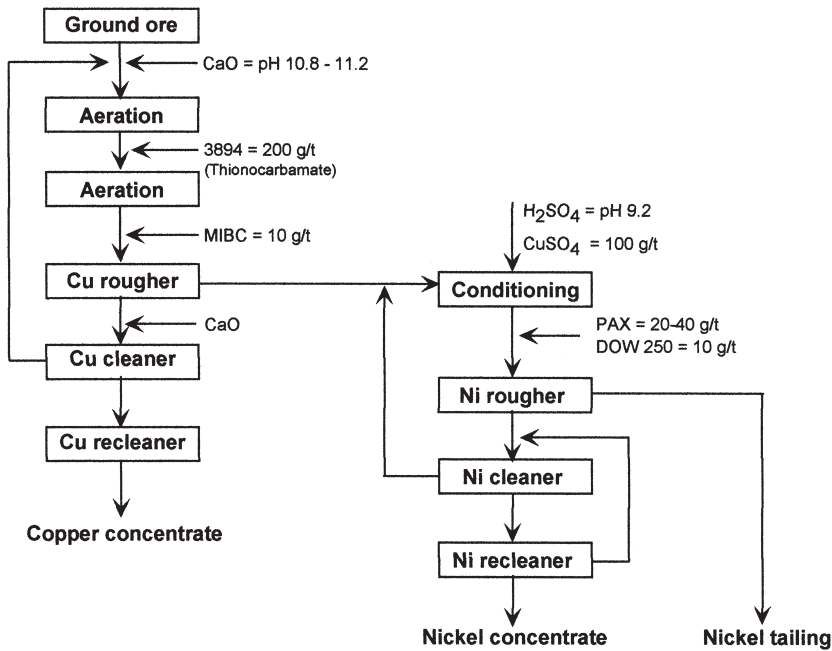 Ground ore
CaO = pH 10.8 - 11.2
Aeration
3894 = 200 g/t
(Thionocarbamate)
Aeration
MIBC = 10 g/t
Cu rougher
CaO
Cu cleaner
Cu recleaner
Copper concentrate
H2SO4 = pH 9.2
CuSO4 = 100 g/t
Conditioning
PAX = 20-40 g/t
DOW 250 = 10 g/t
Ni rougher
Ni cleaner
Ni recleaner
Nickel concentrate
Nickel tailing